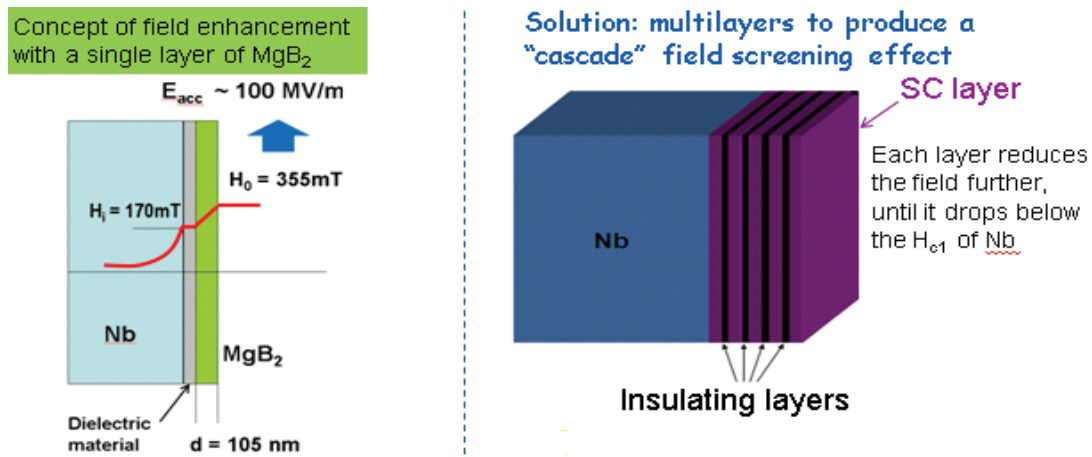 Concept of field enhancement
with a single layer of MgB₂
E_acc ~ 100 MV/m
H₀ = 355mT
Hᵢ = 170mT
Nb
MgB₂
Dielectric
material
d = 105 nm
Solution: multilayers to produce a
“cascade” field screening effect
SC layer
Each layer reduces
the field further,
until it drops below
the H_c1 of Nb
Nb
Insulating layers